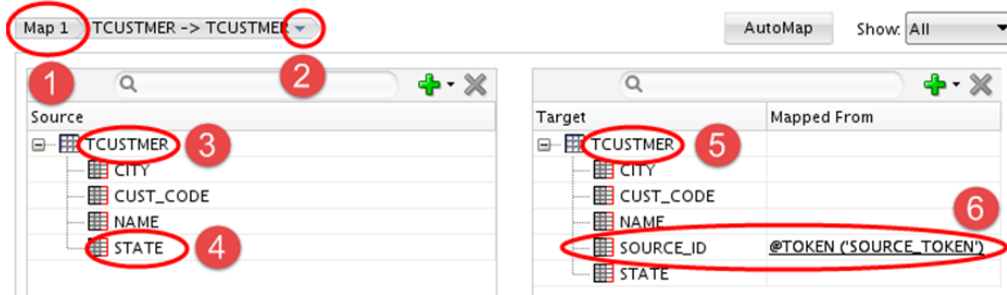 Map 1 TCUSTMER -> TCUSTMER AutoMap Show: All
1 2
Source
TCUSTMER 3
CITY
CUST_CODE
NAME
STATE 4
Target Mapped From
TCUSTMER 5
CITY
CUST_CODE
NAME 6
SOURCE_ID @TOKEN ('SOURCE_TOKEN')
STATE